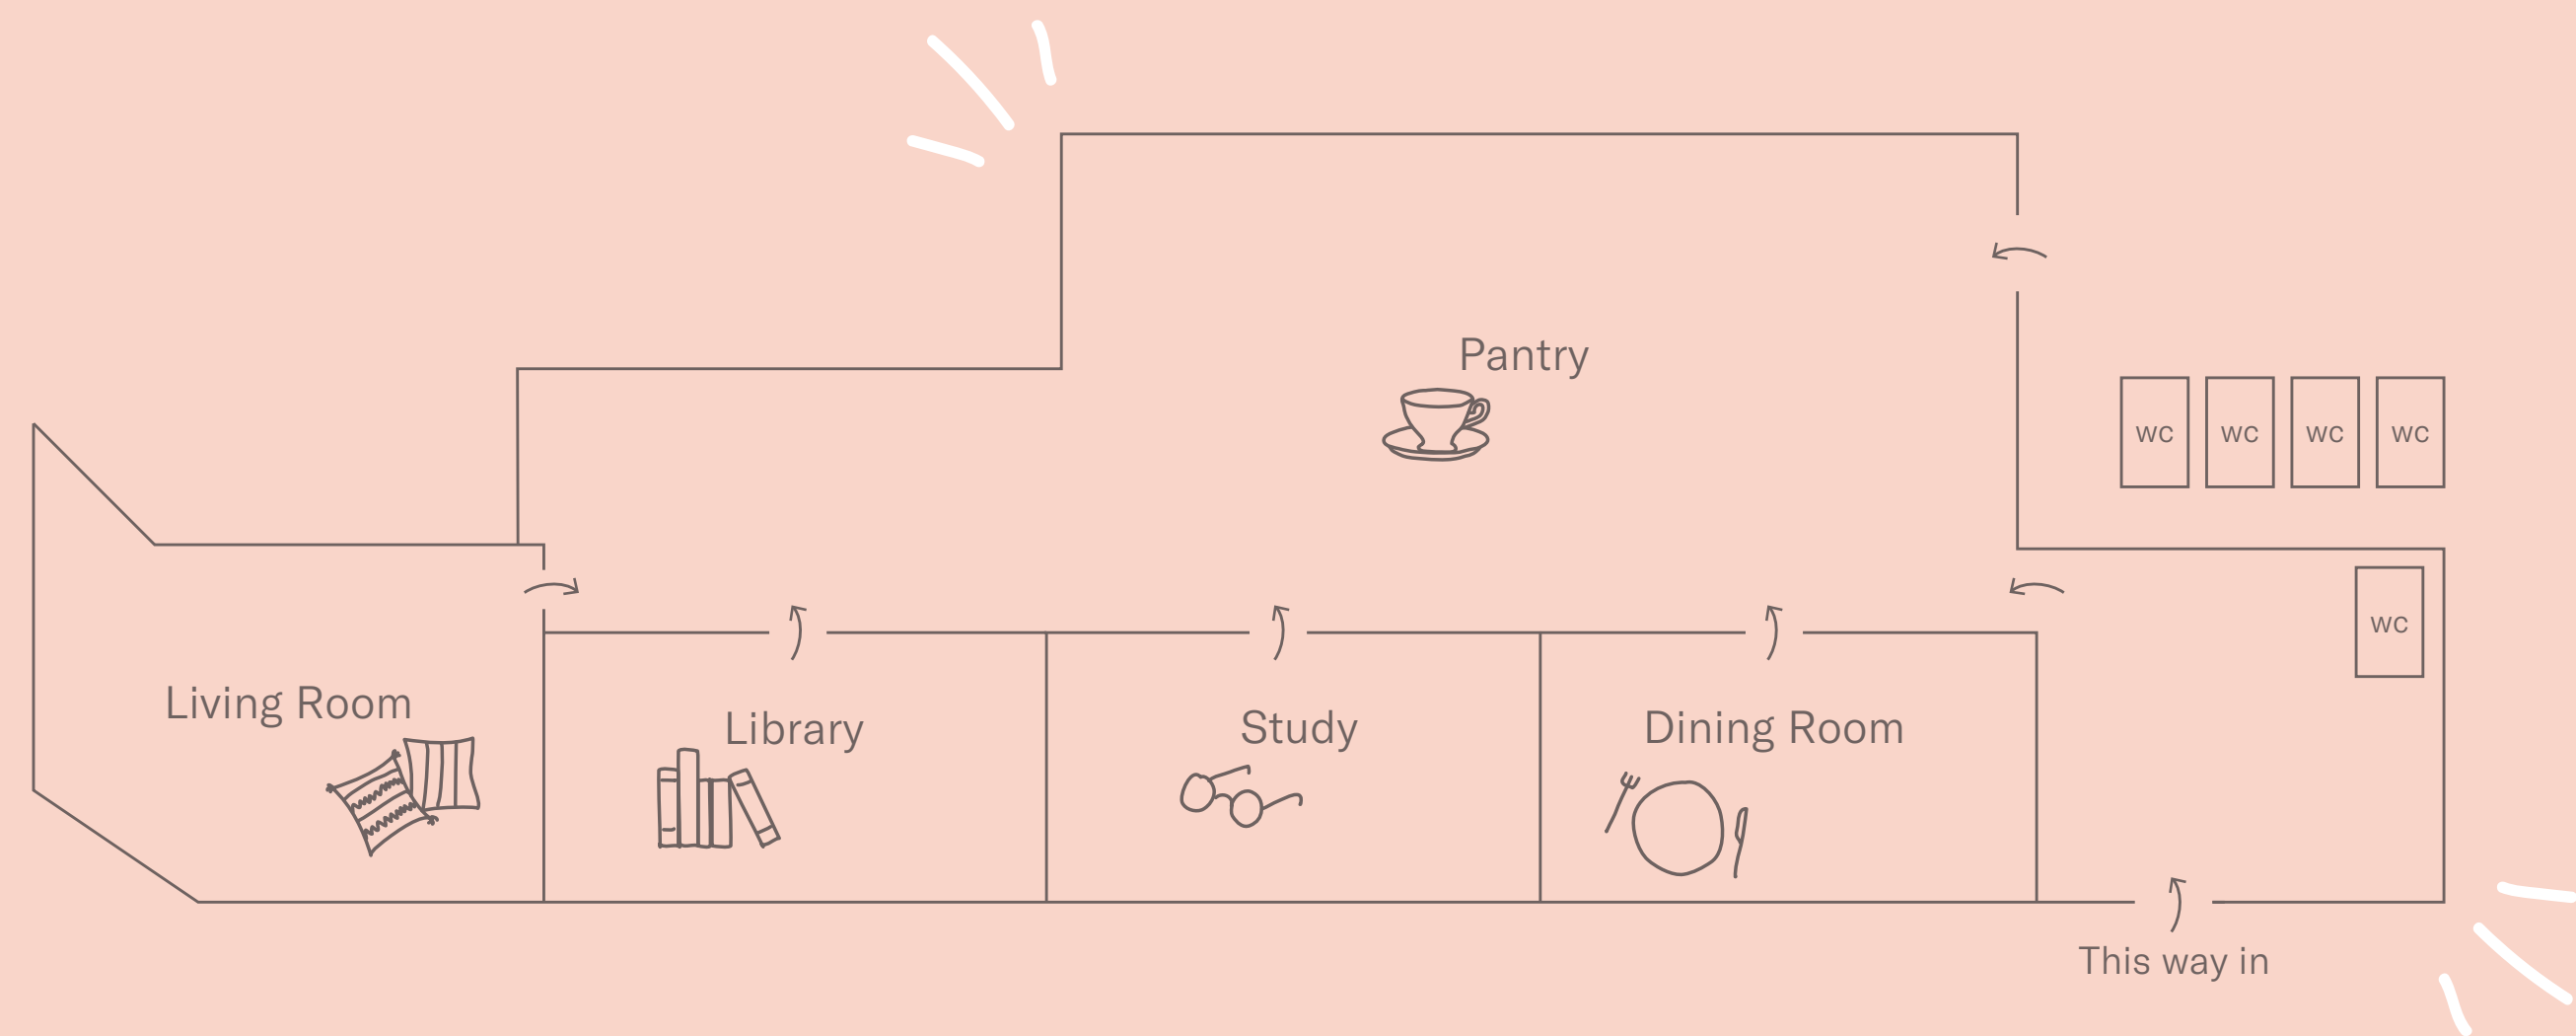 Pantry
WC
WC
WC
WC
WC
Living Room
Library
Study
Dining Room
This way in